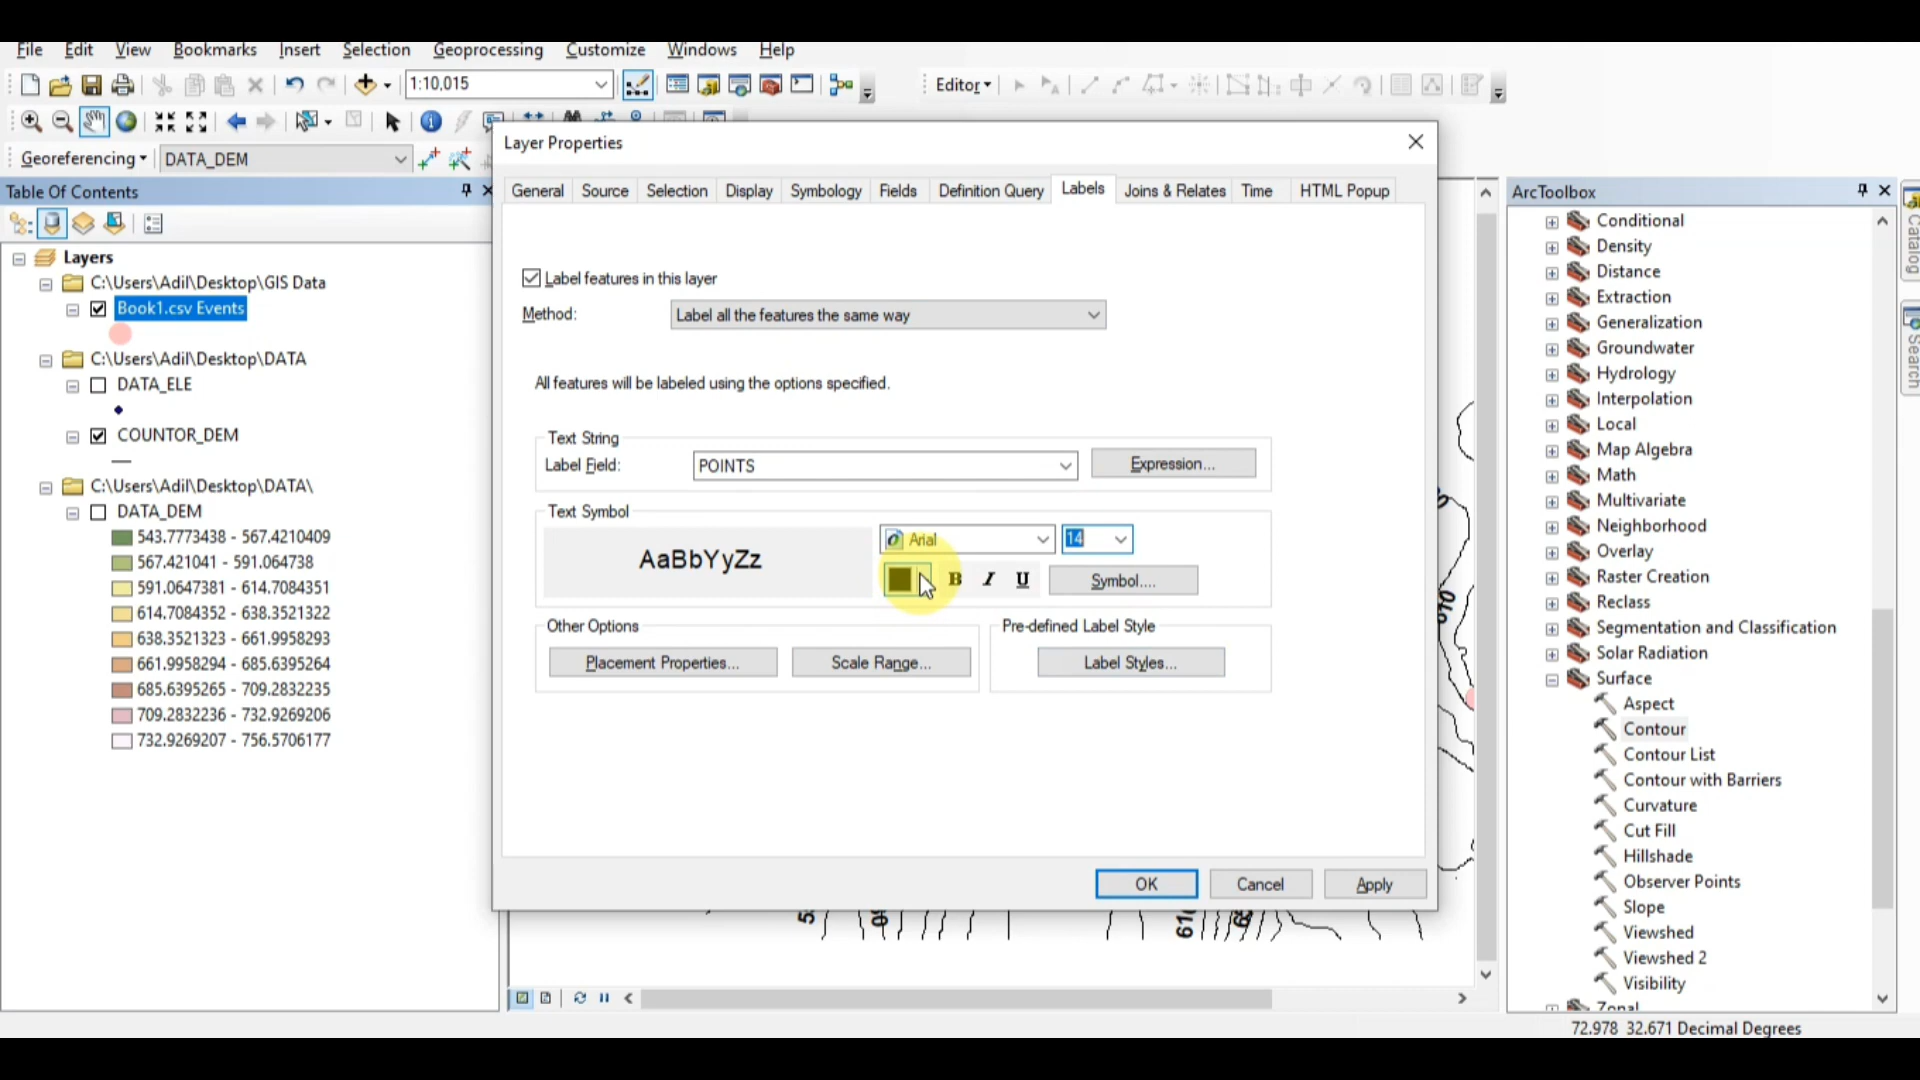 File Edit View Bookmarks Insert Selection Geoprocessing Customize Windows Help
1:10,015 Editor
Georeferencing DATA_DEM
Table Of Contents
Layers
C:\Users\Adil\Desktop\GIS Data
Book1.csv Events
C:\Users\Adil\Desktop\DATA
DATA_ELE
COUNTOR_DEM
C:\Users\Adil\Desktop\DATA\
DATA_DEM
543.7773438 - 567.4210409
567.421041 - 591.064738
591.0647381 - 614.7084351
614.7084352 - 638.3521322
638.3521323 - 661.9958293
661.9958294 - 685.6395264
685.6395265 - 709.2832235
709.2832236 - 732.9269206
732.9269207 - 756.5706177
Layer Properties
General Source Selection Display Symbology Fields Definition Query Labels Joins & Relates Time HTML Popup
Label features in this layer
Method: Label all the features the same way
All features will be labeled using the options specified.
Text String
Label Field: POINTS Expression...
Text Symbol
AaBbYyZz
Arial 14
B I U Symbol....
Other Options
Placement Properties... Scale Range...
Pre-defined Label Style
Label Styles...
OK Cancel Apply
610
ArcToolbox
Conditional
Density
Distance
Extraction
Generalization
Groundwater
Hydrology
Interpolation
Local
Map Algebra
Math
Multivariate
Neighborhood
Overlay
Raster Creation
Reclass
Segmentation and Classification
Solar Radiation
Surface
Aspect
Contour
Contour List
Contour with Barriers
Curvature
Cut Fill
Hillshade
Observer Points
Slope
Viewshed
Viewshed 2
Visibility
Zonal
Catalog
Search
72.978 32.671 Decimal Degrees